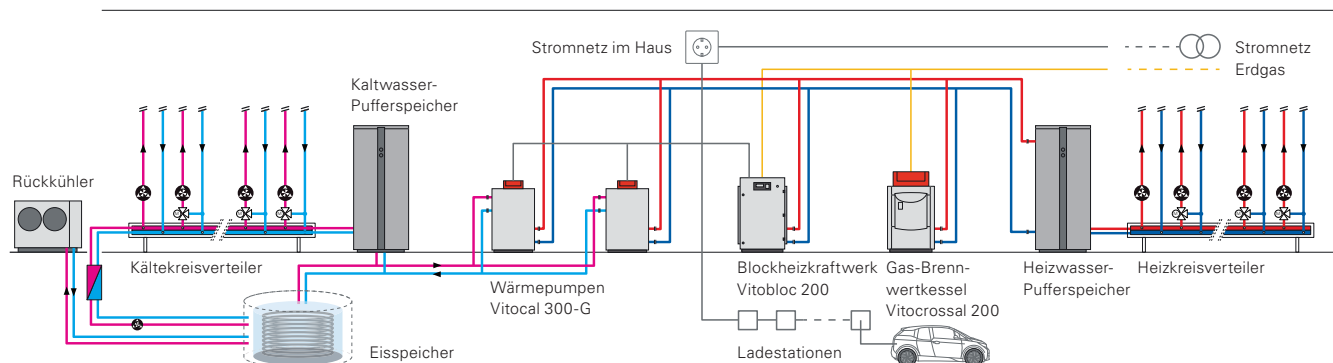 Stromnetz im Haus
Stromnetz
Erdgas
Kaltwasser-
Pufferspeicher
Rückkühler
Kältekreisverteiler
Wärmepumpen
Vitocal 300-G
Blockheizkraftwerk
Vitobloc 200
Gas-Brenn-
wertkessel
Vitocrossal 200
Heizwasser-
Pufferspeicher
Heizkreisverteiler
Eisspeicher
Ladestationen